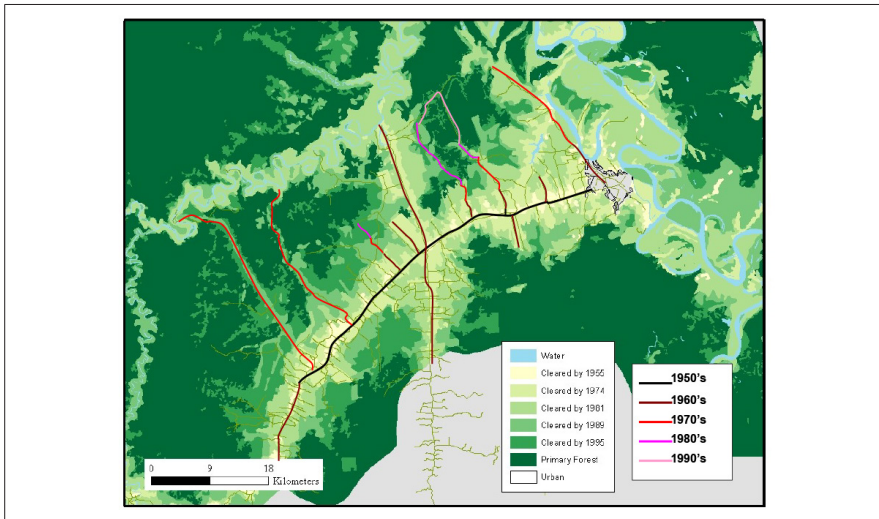 Water
Cleared by 1955
Cleared by 1974
Cleared by 1981
Cleared by 1989
Cleared by 1995
Primary Forest
Urban
1950's
1960's
1970's
1980's
1990's
0 9 18
Kilometers